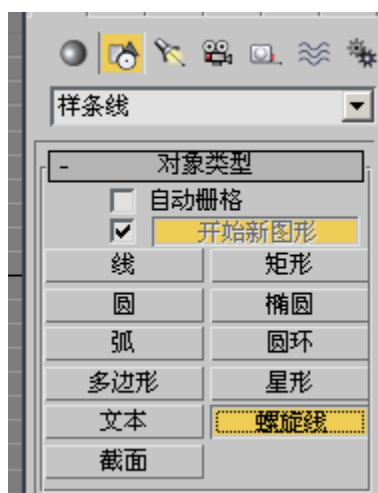 样条线
- 对象类型
自动栅格
开始新图形
线 矩形
圆 椭圆
弧 圆环
多边形 星形
文本 螺旋线
截面